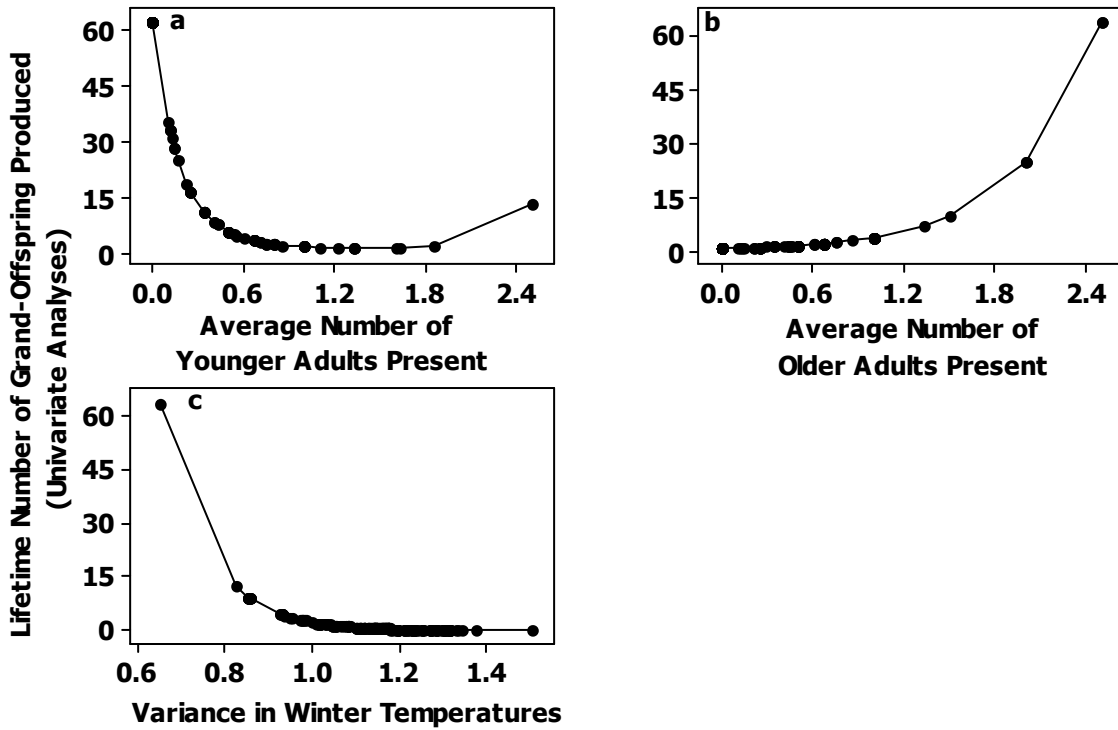 Lifetime Number of Grand-Offspring Produced
(Univariate Analyses)
a
60
45
30
15
0
0.0 0.6 1.2 1.8 2.4
Average Number of
Younger Adults Present
b
60
45
30
15
0
0.0 0.6 1.2 1.8 2.4
Average Number of
Older Adults Present
c
60
45
30
15
0
0.6 0.8 1.0 1.2 1.4
Variance in Winter Temperatures